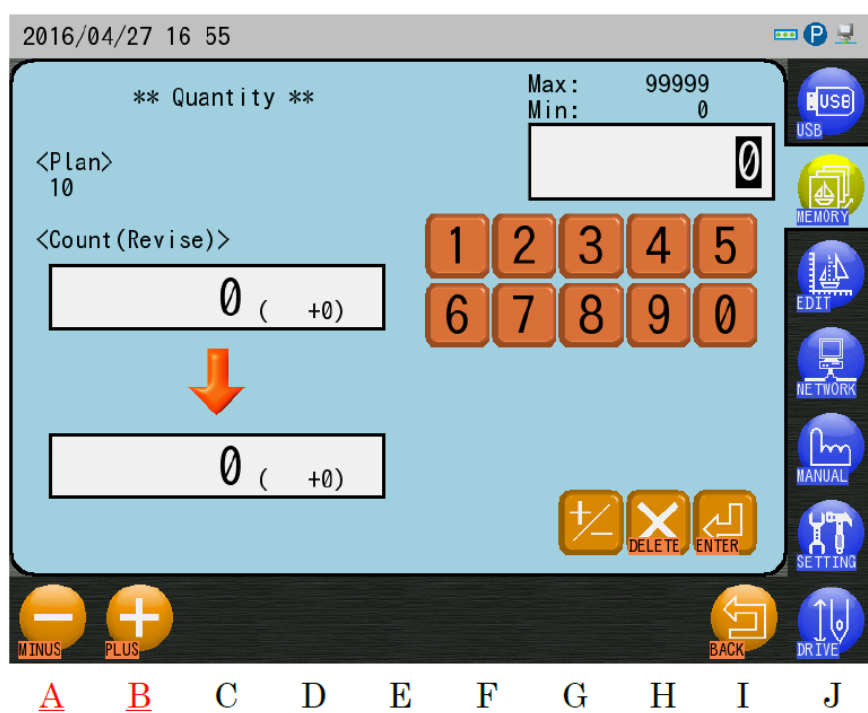 2016/04/27 16 55
P
** Quantity **
Max: 99999
Min: 0
0
<Plan>
10
<Count(Revise)>
0 ( +0)
0 ( +0)
1 2 3 4 5
6 7 8 9 0
+/-
DELETE
ENTER
USB
USB
MEMORY
EDIT
NETWORK
MANUAL
SETTING
MINUS
PLUS
BACK
DRIVE
A B C D E F G H I J